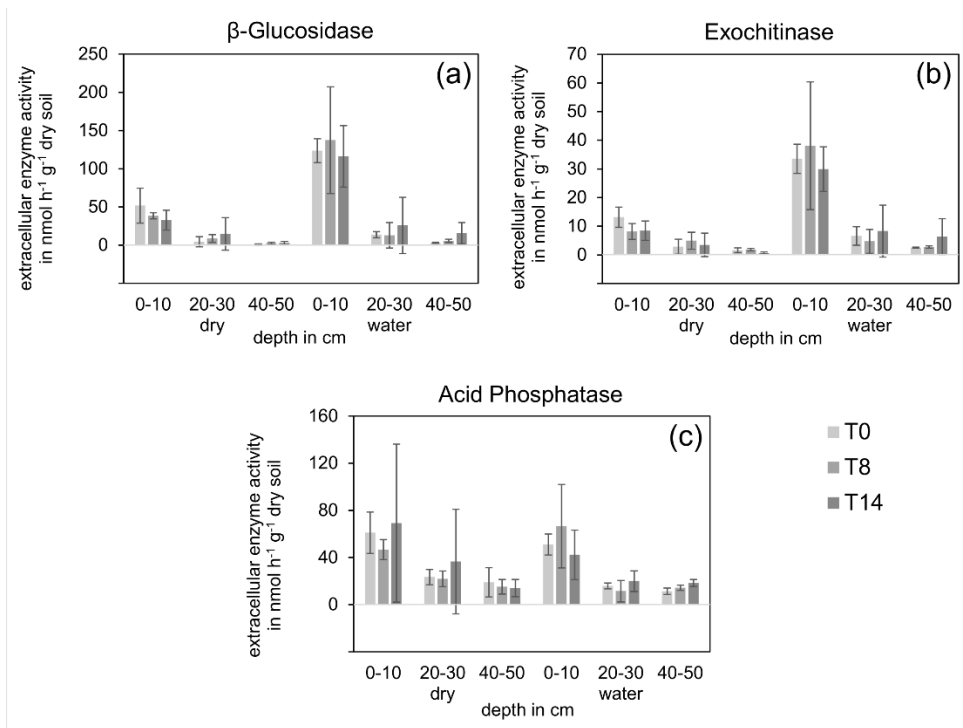 β-Glucosidase
(a)
extracellular enzyme activity
in nmol h⁻¹ g⁻¹ dry soil
250
200
150
100
50
0
0-10 20-30 40-50 0-10 20-30 40-50
dry water
depth in cm
Exochitinase
(b)
extracellular enzyme activity
in nmol h⁻¹ g⁻¹ dry soil
70
60
50
40
30
20
10
0
0-10 20-30 40-50 0-10 20-30 40-50
dry water
depth in cm
Acid Phosphatase
(c)
extracellular enzyme activity
in nmol h⁻¹ g⁻¹ dry soil
160
120
80
40
0
0-10 20-30 40-50 0-10 20-30 40-50
dry water
depth in cm
T0
T8
T14